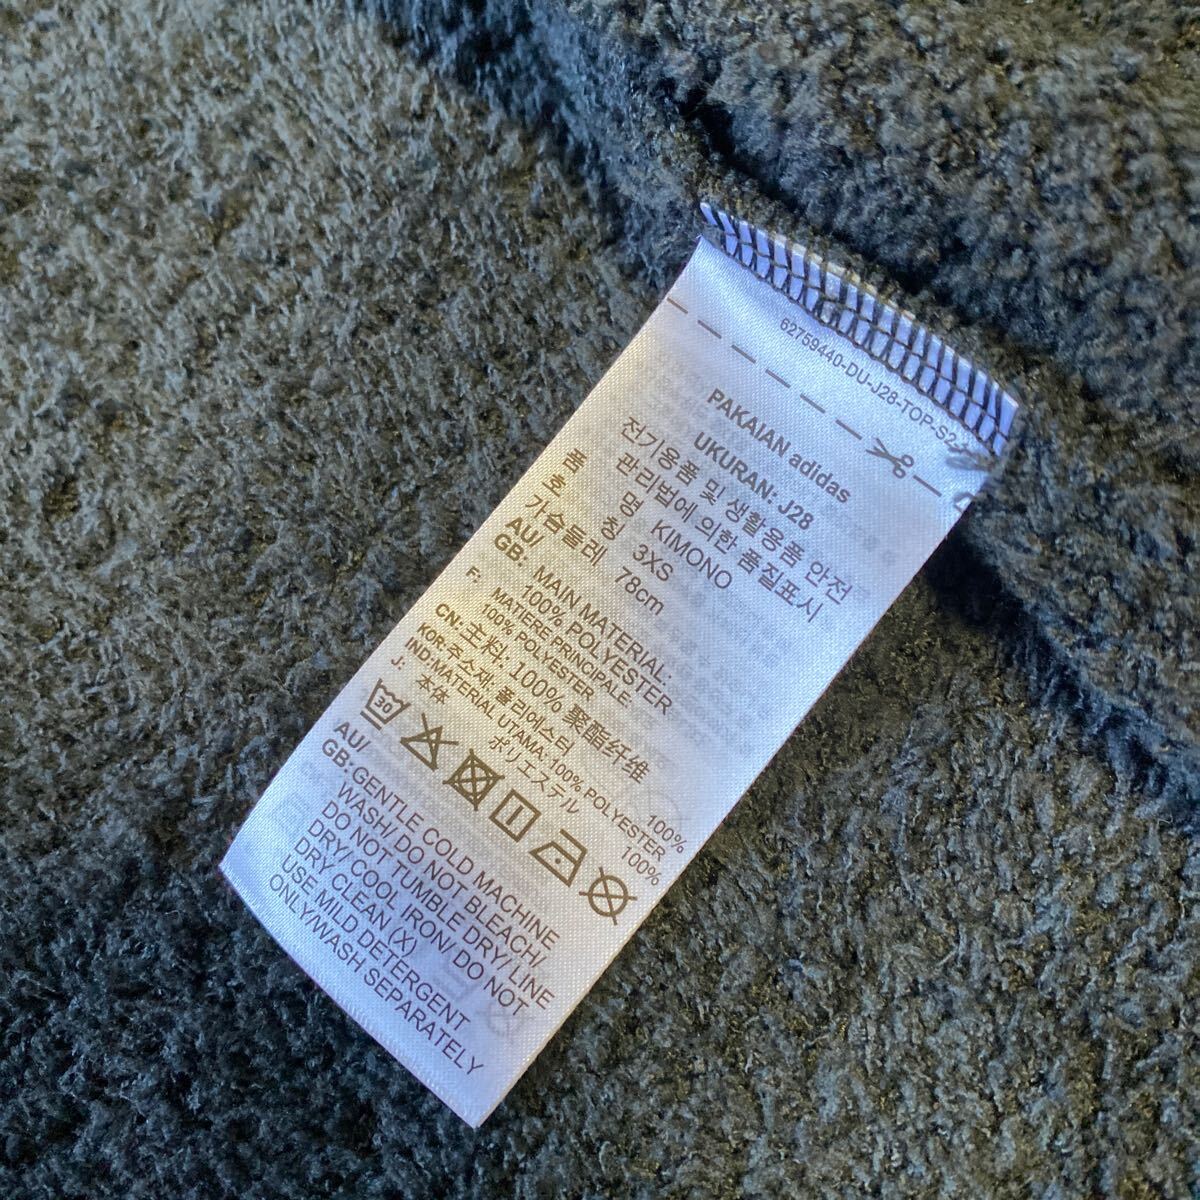 62759440-DU-J28-TOP-S2
PAKAIAN adidas
UKURAN: J28
전기용품 및 생활용품 안전
관리법에 의한 품질표시
품 명 KIMONO
호 칭 3XS
가슴둘레 78cm
AU/
GB: MAIN MATERIAL:
100% POLYESTER
F: MATIERE PRINCIPALE:
100% POLYESTER
CN: 主料: 100% 聚酯纤维
KOR: 주소재: 폴리에스터 100%
IND: MATERIAL UTAMA: 100% POLYESTER
J: 本体 ポリエステル 100%
30
AU/
GB: GENTLE COLD MACHINE
WASH/ DO NOT BLEACH/
DO NOT TUMBLE DRY/ LINE
DRY/ COOL IRON/ DO NOT
DRY CLEAN (X)
USE MILD DETERGENT
ONLY/WASH SEPARATELY